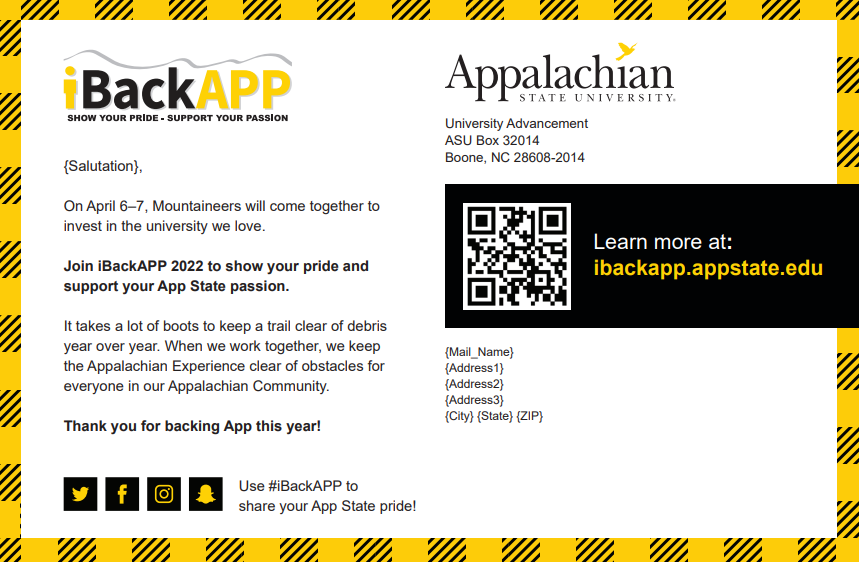 iBackAPP
SHOW YOUR PRIDE - SUPPORT YOUR PASSION
{Salutation},
On April 6–7, Mountaineers will come together to
invest in the university we love.
Join iBackAPP 2022 to show your pride and
support your App State passion.
It takes a lot of boots to keep a trail clear of debris
year over year. When we work together, we keep
the Appalachian Experience clear of obstacles for
everyone in our Appalachian Community.
Thank you for backing App this year!
Use #iBackAPP to
share your App State pride!
Appalachian
STATE UNIVERSITY®
University Advancement
ASU Box 32014
Boone, NC 28608-2014
Learn more at:
ibackapp.appstate.edu
{Mail_Name}
{Address1}
{Address2}
{Address3}
{City} {State} {ZIP}